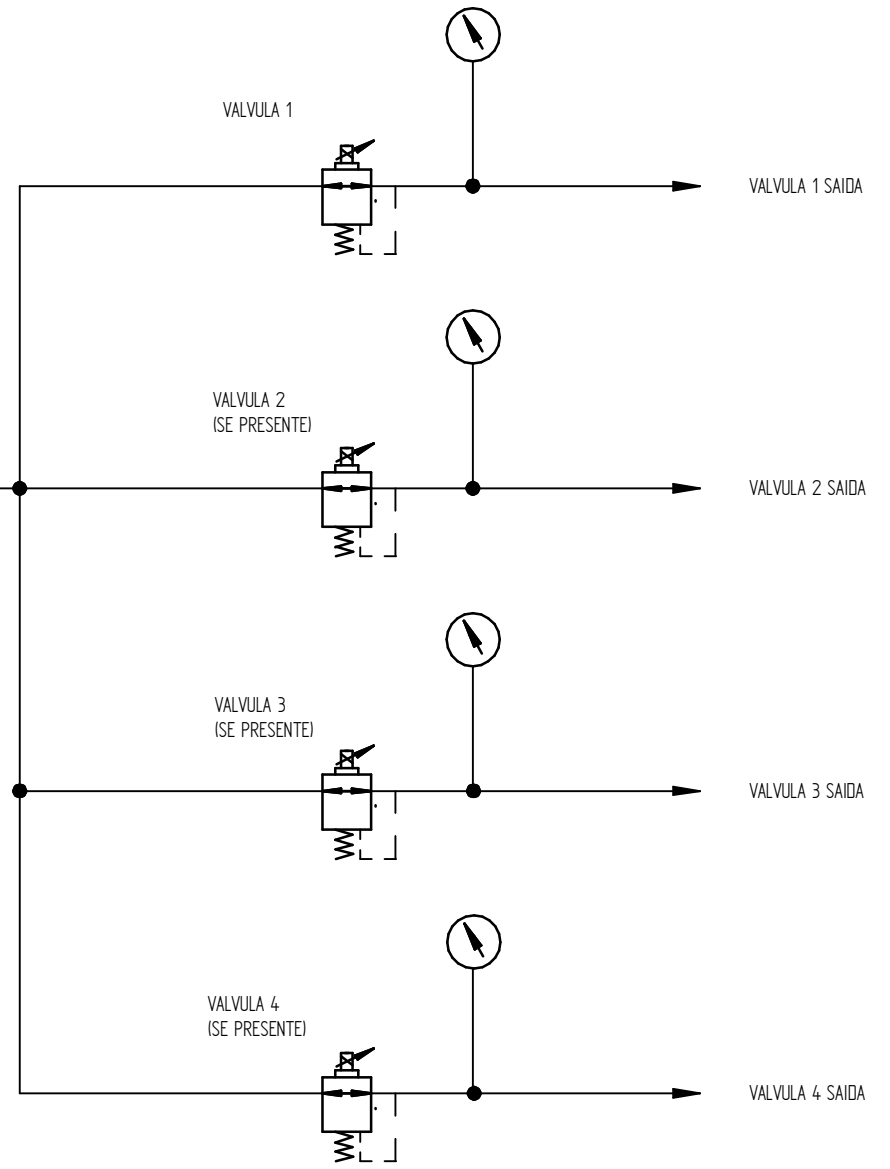 VALVULA 1
VALVULA 1 SAIDA
VALVULA 2
(SE PRESENTE)
VALVULA 2 SAIDA
VALVULA 3
(SE PRESENTE)
VALVULA 3 SAIDA
VALVULA 4
(SE PRESENTE)
VALVULA 4 SAIDA